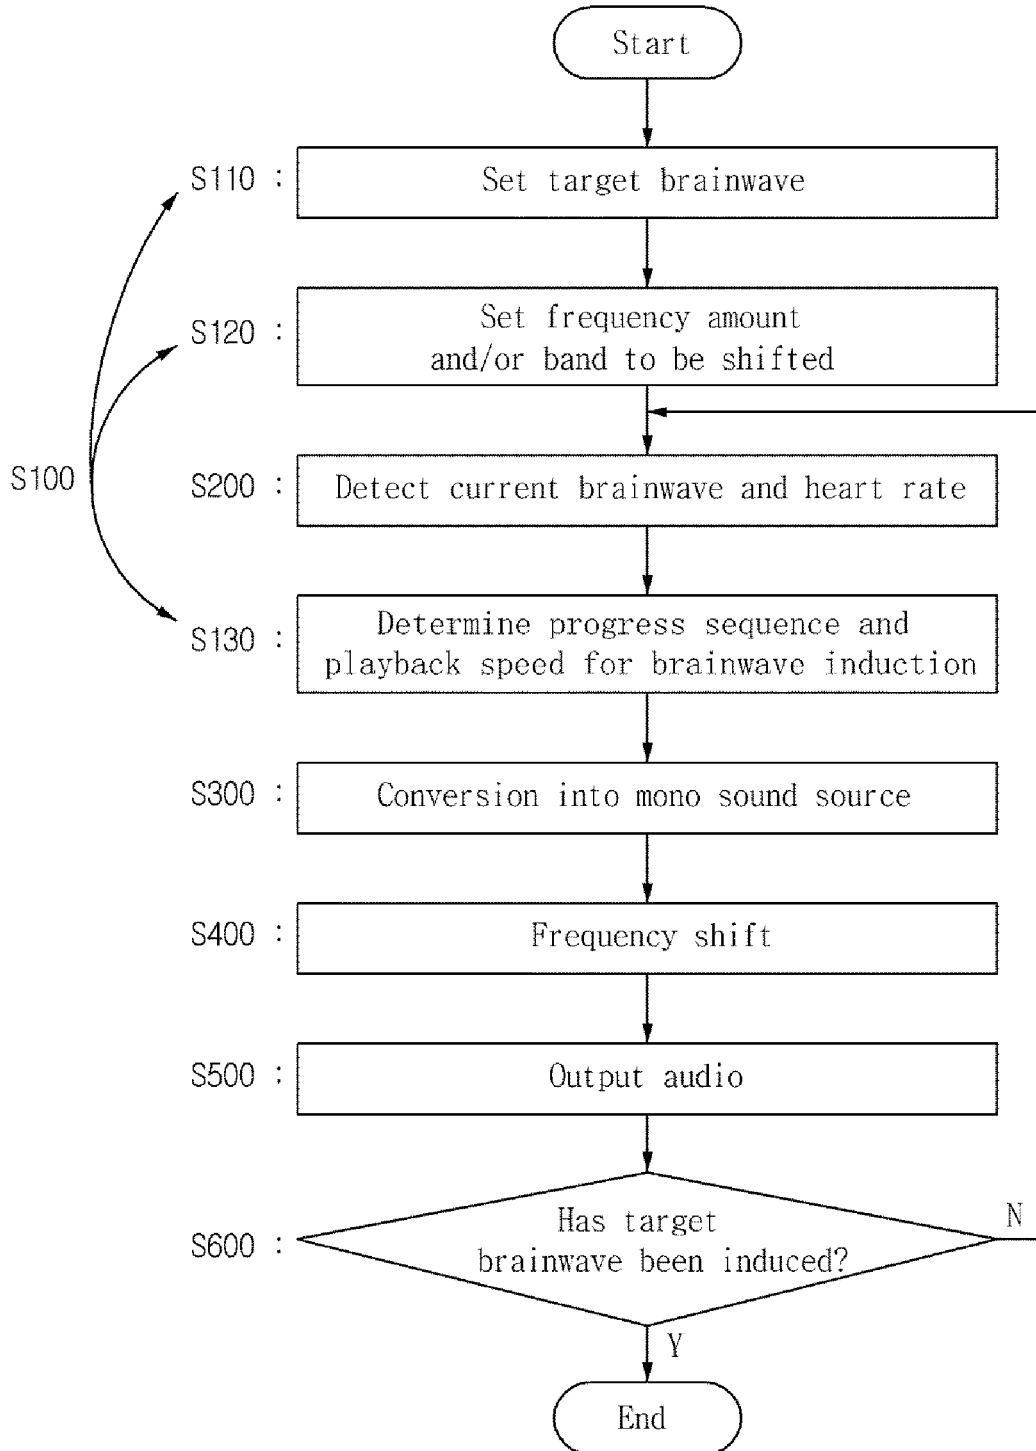 Start
S110 :
Set target brainwave
S120 :
Set frequency amount
and/or band to be shifted
S100
S200 :
Detect current brainwave and heart rate
S130 :
Determine progress sequence and
playback speed for brainwave induction
S300 :
Conversion into mono sound source
S400 :
Frequency shift
S500 :
Output audio
S600 :
Has target
brainwave been induced?
N
Y
End